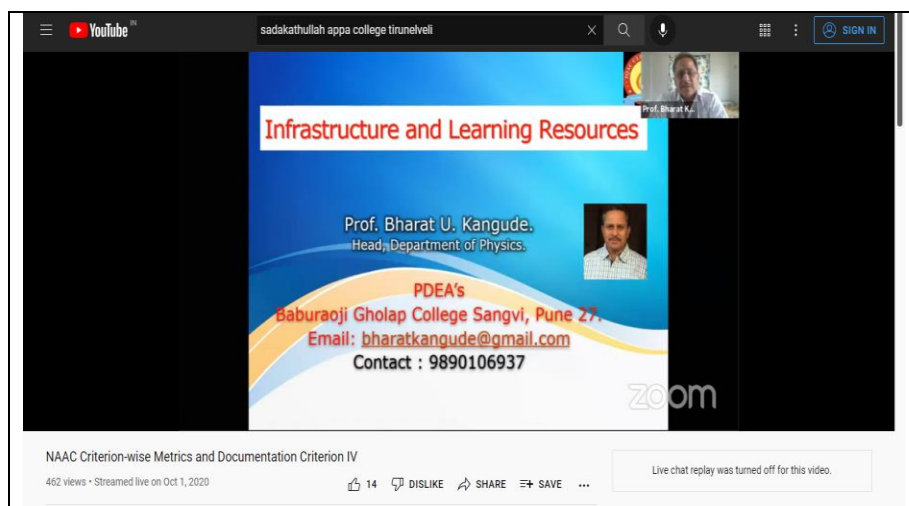 YouTube IN
sadakathullah appa college tirunelveli
SIGN IN
Prof. Bharat K...
Infrastructure and Learning Resources
Prof. Bharat U. Kangude.
Head, Department of Physics.
PDEA's
Baburaoji Gholap College Sangvi, Pune 27.
Email: bharatkangude@gmail.com
Contact : 9890106937
zoom
NAAC Criterion-wise Metrics and Documentation Criterion IV
462 views • Streamed live on Oct 1, 2020
14 DISLIKE SHARE SAVE ...
Live chat replay was turned off for this video.